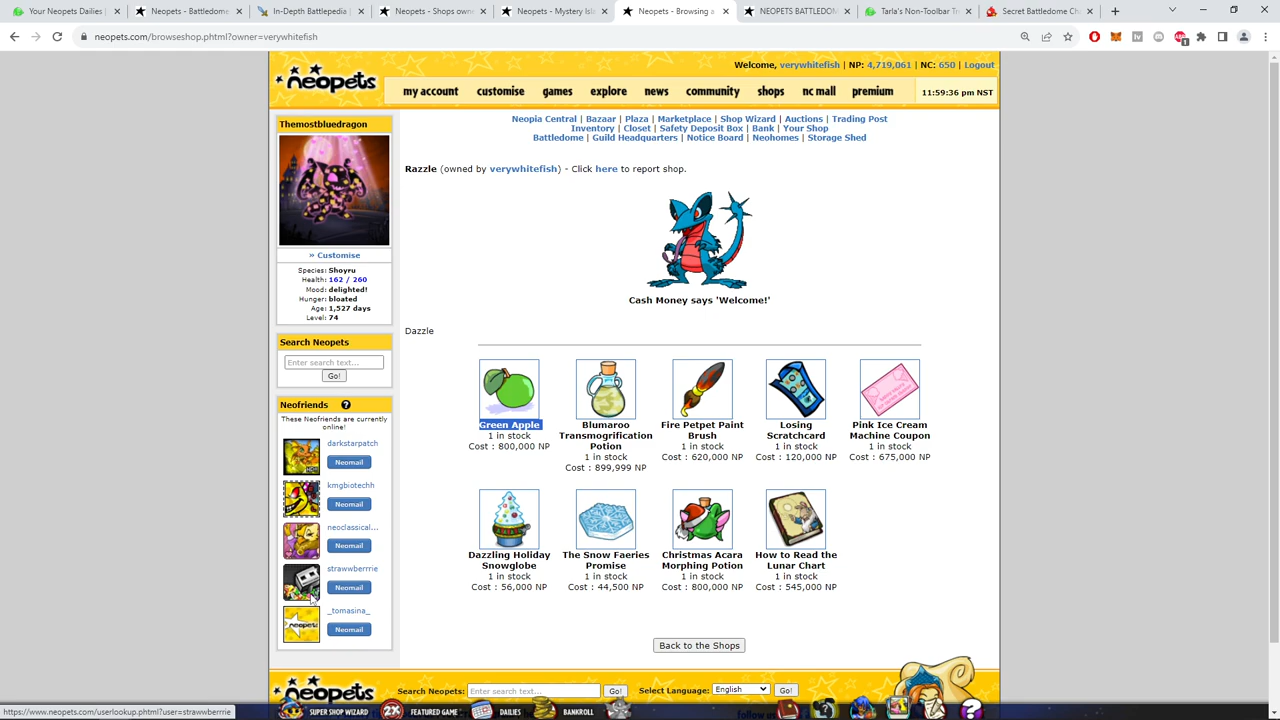 Neopets Dailies |
Neopets - Battledome
In-Depth Battlepedia
Neopets - Shops owne
Neopets - Mystery Isl
Neopets - Browsing a
NEOPETS BATTLEDOM
Tarla's Non-Toolbar Tr
Secret Battledome Ch
neopets.com/browseshop.phtml?owner=verywhitefish
neopets
Welcome, verywhitefish | NP: 4,719,061 | NC: 650 | Logout
my account customise games explore news community shops nc mall premium 11:59:36 pm NST
Themostbluedragon
» Customise
Species: Shoyru
Health: 162 / 260
Mood: delighted!
Hunger: bloated
Age: 1,527 days
Level: 74
Search Neopets
Enter search text...
Go!
Neofriends ?
These Neofriends are currently
online!
darkstarpatch
Neomail
kmgbiotechh
Neomail
neoclassical...
Neomail
strawwberrrie
Neomail
neopets
_tomasina_
Neomail
Neopia Central | Bazaar | Plaza | Marketplace | Shop Wizard | Auctions | Trading Post
Inventory | Closet | Safety Deposit Box | Bank | Your Shop
Battledome | Guild Headquarters | Notice Board | Neohomes | Storage Shed
Razzle (owned by verywhitefish) - Click here to report shop.
Cash Money says 'Welcome!'
Dazzle
Green Apple
1 in stock
Cost : 800,000 NP
Blumaroo
Transmogrification
Potion
1 in stock
Cost : 899,999 NP
Fire Petpet Paint
Brush
1 in stock
Cost : 620,000 NP
Losing
Scratchcard
1 in stock
Cost : 120,000 NP
Pink Ice Cream
Machine Coupon
1 in stock
Cost : 675,000 NP
Dazzling Holiday
Snowglobe
1 in stock
Cost : 56,000 NP
The Snow Faeries
Promise
1 in stock
Cost : 44,500 NP
Christmas Acara
Morphing Potion
1 in stock
Cost : 800,000 NP
How to Read the
Lunar Chart
1 in stock
Cost : 545,000 NP
Back to the Shops
neopets
Search Neopets: Enter search text... Go! Select Language: English Go!
SUPER SHOP WIZARD 2X FEATURED GAME DAILIES BANKROLL
https://www.neopets.com/userlookup.phtml?user=strawwberrrie